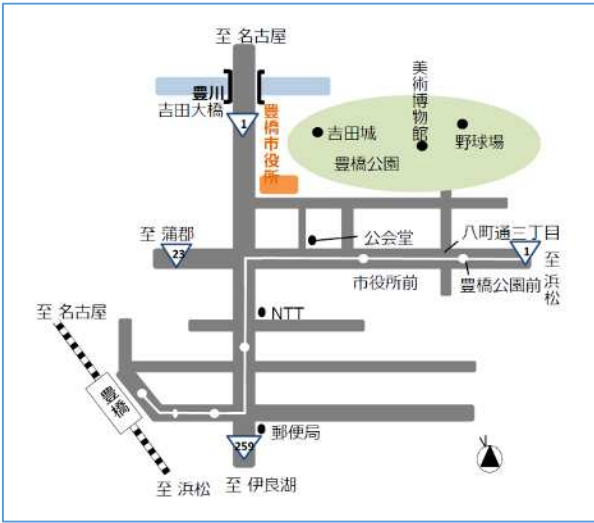 至 名古屋
豊川
吉田大橋
1
豊橋市役所
美術博物館
吉田城
野球場
豊橋公園
至 蒲郡
23
公会堂
八町通三丁目
1
至 浜松
市役所前
豊橋公園前
至 名古屋
NTT
豊橋
郵便局
259
至 浜松
至 伊良湖